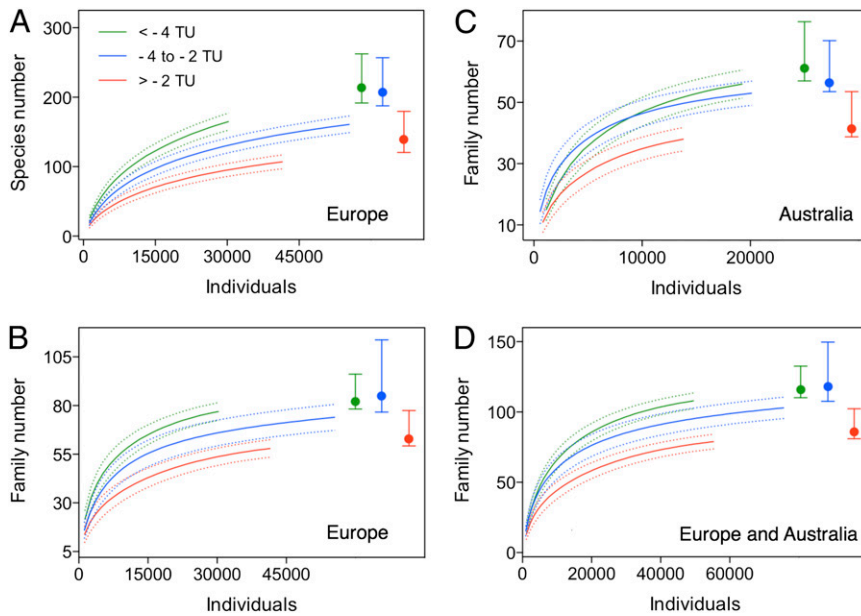 A
Species number
300
200
100
0
< - 4 TU
- 4 to - 2 TU
> - 2 TU
Europe
0 15000 30000 45000
Individuals
C
Family number
70
50
30
10
Australia
0 10000 20000
Individuals
B
Family number
105
80
55
30
5
Europe
0 15000 30000 45000
Individuals
D
Family number
150
100
50
0
Europe and Australia
0 20000 40000 60000
Individuals